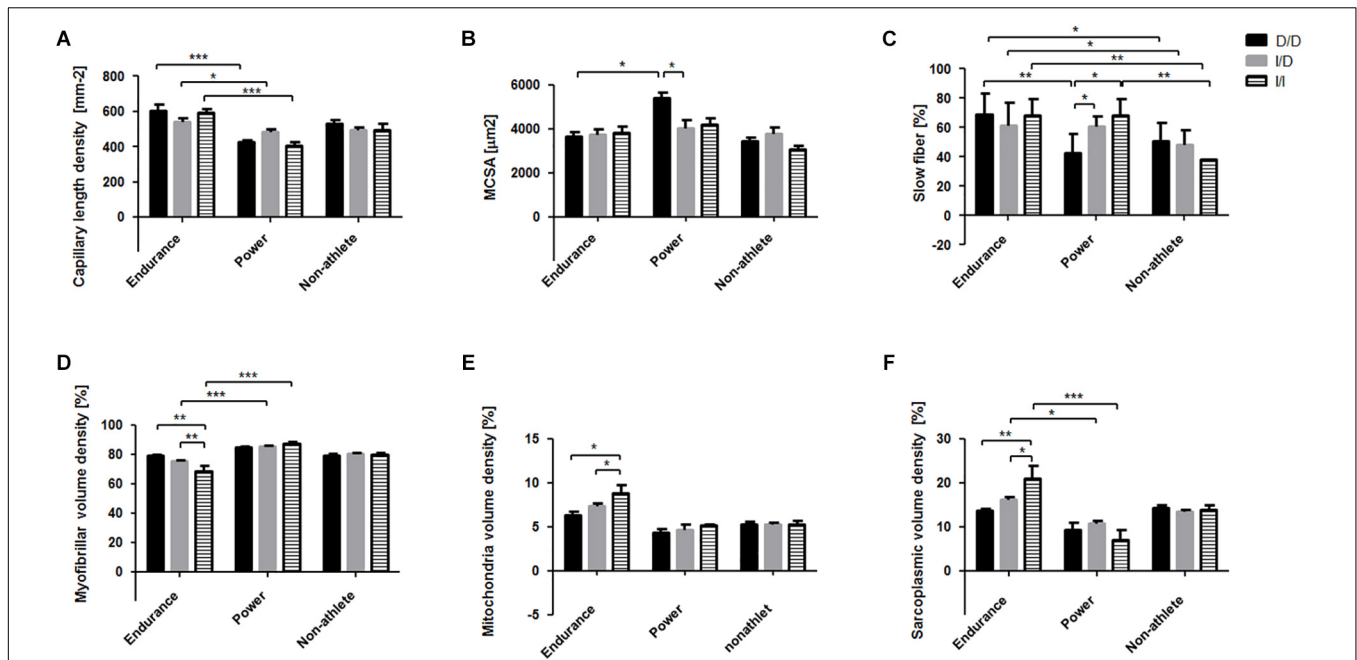 A
Capillary length density [mm-2]
800
600
400
200
0
***
*
***
Endurance
Power
Non-athlete
B
MCSA [µm2]
6000
4000
2000
0
*
*
Endurance
Power
Non-athlete
C
Slow fiber [%]
100
80
60
40
20
0
-20
*
*
**
**
*
**
*
Endurance
Power
Non-athlete
D/D
I/D
I/I
D
Myofibrillar volume density [%]
100
80
60
40
20
0
***
***
**
**
Endurance
Power
Non-athlete
E
Mitochondria volume density [%]
15
10
5
0
-5
*
*
Endurance
Power
nonathlet
F
Sarcoplasmic volume density [%]
30
20
10
0
-10
***
*
**
*
Endurance
Power
Non-athlete